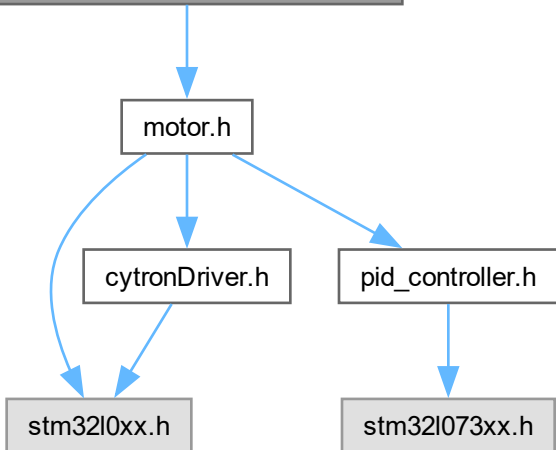 motor.h
cytronDriver.h
pid_controller.h
stm32l0xx.h
stm32l073xx.h